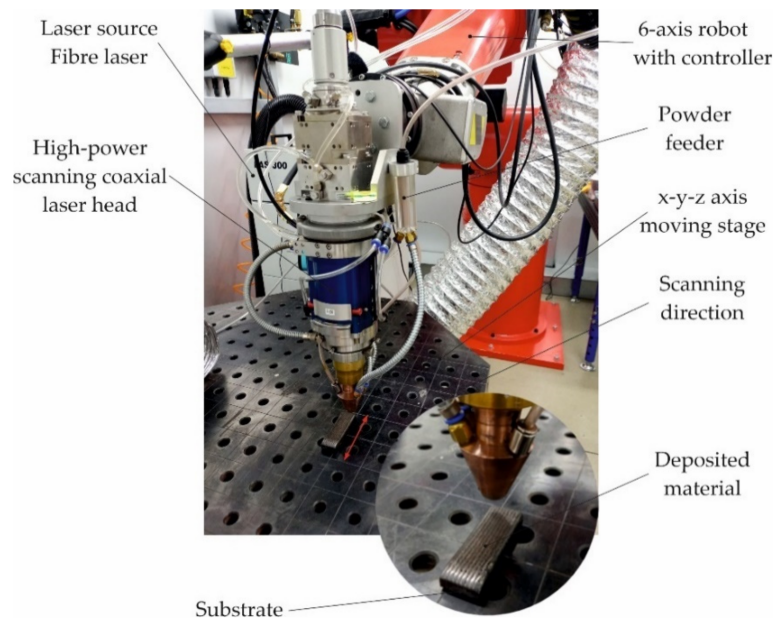 Laser source
Fibre laser
High-power
scanning coaxial
laser head
6-axis robot
with controller
Powder
feeder
x-y-z axis
moving stage
Scanning
direction
Deposited
material
Substrate